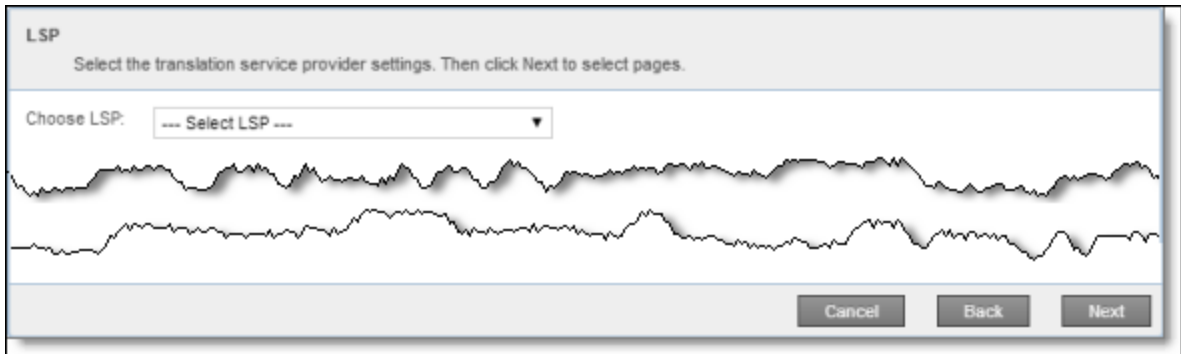 LSP
Select the translation service provider settings. Then click Next to select pages.
Choose LSP: --- Select LSP ---
Cancel Back Next